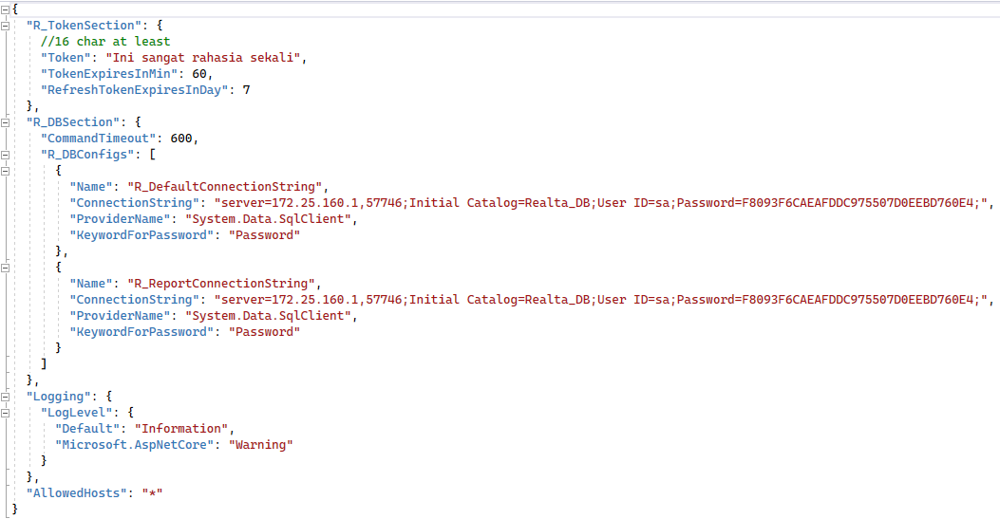 {
"R_TokenSection": {
//16 char at least
"Token": "Ini sangat rahasia sekali",
"TokenExpiresInMin": 60,
"RefreshTokenExpiresInDay": 7
},
"R_DBSection": {
"CommandTimeout": 600,
"R_DBConfigs": [
{
"Name": "R_DefaultConnectionString",
"ConnectionString": "server=172.25.160.1,57746;Initial Catalog=Realta_DB;User ID=sa;Password=F8093F6CAEAFDDC975507D0EEBD760E4;",
"ProviderName": "System.Data.SqlClient",
"KeywordForPassword": "Password"
},
{
"Name": "R_ReportConnectionString",
"ConnectionString": "server=172.25.160.1,57746;Initial Catalog=Realta_DB;User ID=sa;Password=F8093F6CAEAFDDC975507D0EEBD760E4;",
"ProviderName": "System.Data.SqlClient",
"KeywordForPassword": "Password"
}
]
},
"Logging": {
"LogLevel": {
"Default": "Information",
"Microsoft.AspNetCore": "Warning"
}
},
"AllowedHosts": "*"
}